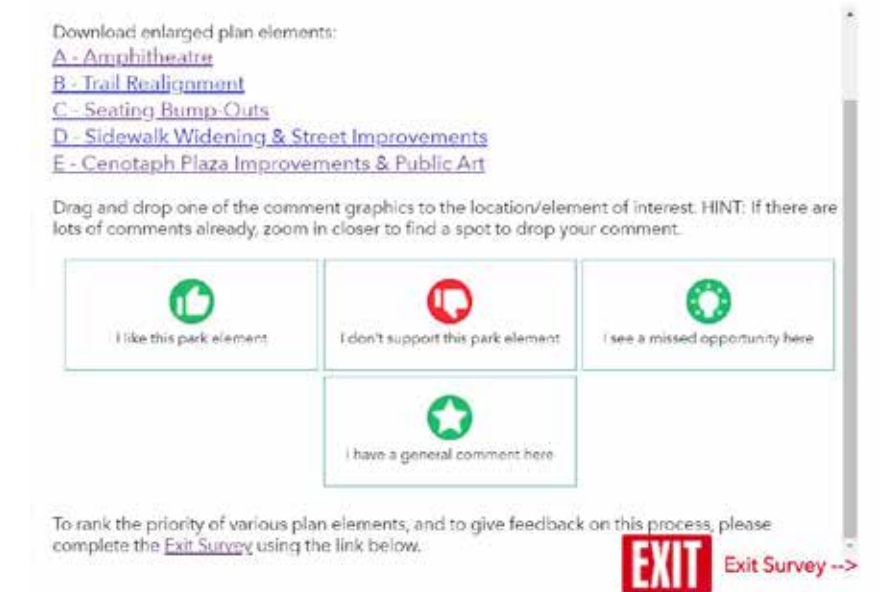 Download enlarged plan elements:
A - Amphitheatre
B - Trail Realignment
C - Seating Bump-Outs
D - Sidewalk Widening & Street Improvements
E - Cenotaph Plaza Improvements & Public Art
Drag and drop one of the comment graphics to the location/element of interest. HINT: If there are
lots of comments already, zoom in closer to find a spot to drop your comment.
I like this park element
I don't support this park element
I see a missed opportunity here
I have a general comment here
To rank the priority of various plan elements, and to give feedback on this process, please
complete the Exit Survey using the link below.
EXIT Exit Survey -->